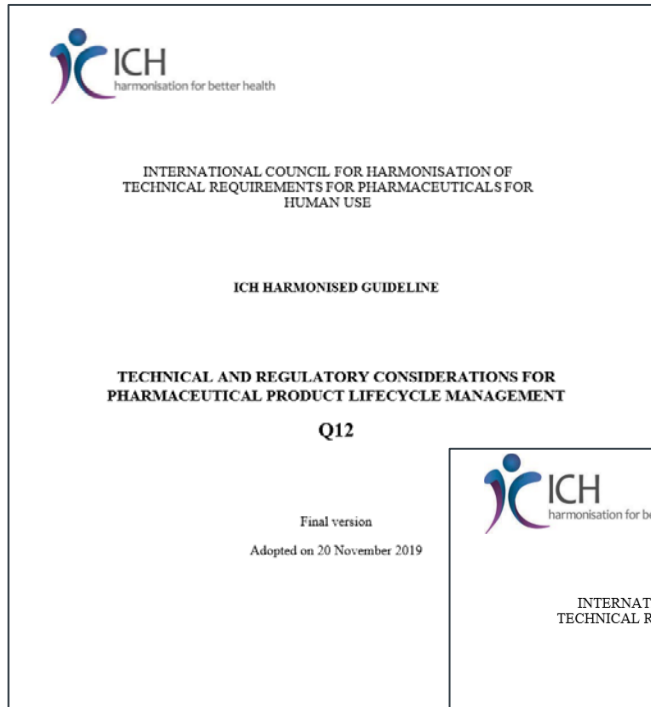 ICH
harmonisation for better health
INTERNATIONAL COUNCIL FOR HARMONISATION OF
TECHNICAL REQUIREMENTS FOR PHARMACEUTICALS FOR
HUMAN USE
ICH HARMONISED GUIDELINE
TECHNICAL AND REGULATORY CONSIDERATIONS FOR
PHARMACEUTICAL PRODUCT LIFECYCLE MANAGEMENT
Q12
Final version
Adopted on 20 November 2019
ICH
harmonisation for be
INTERNAT
TECHNICAL R